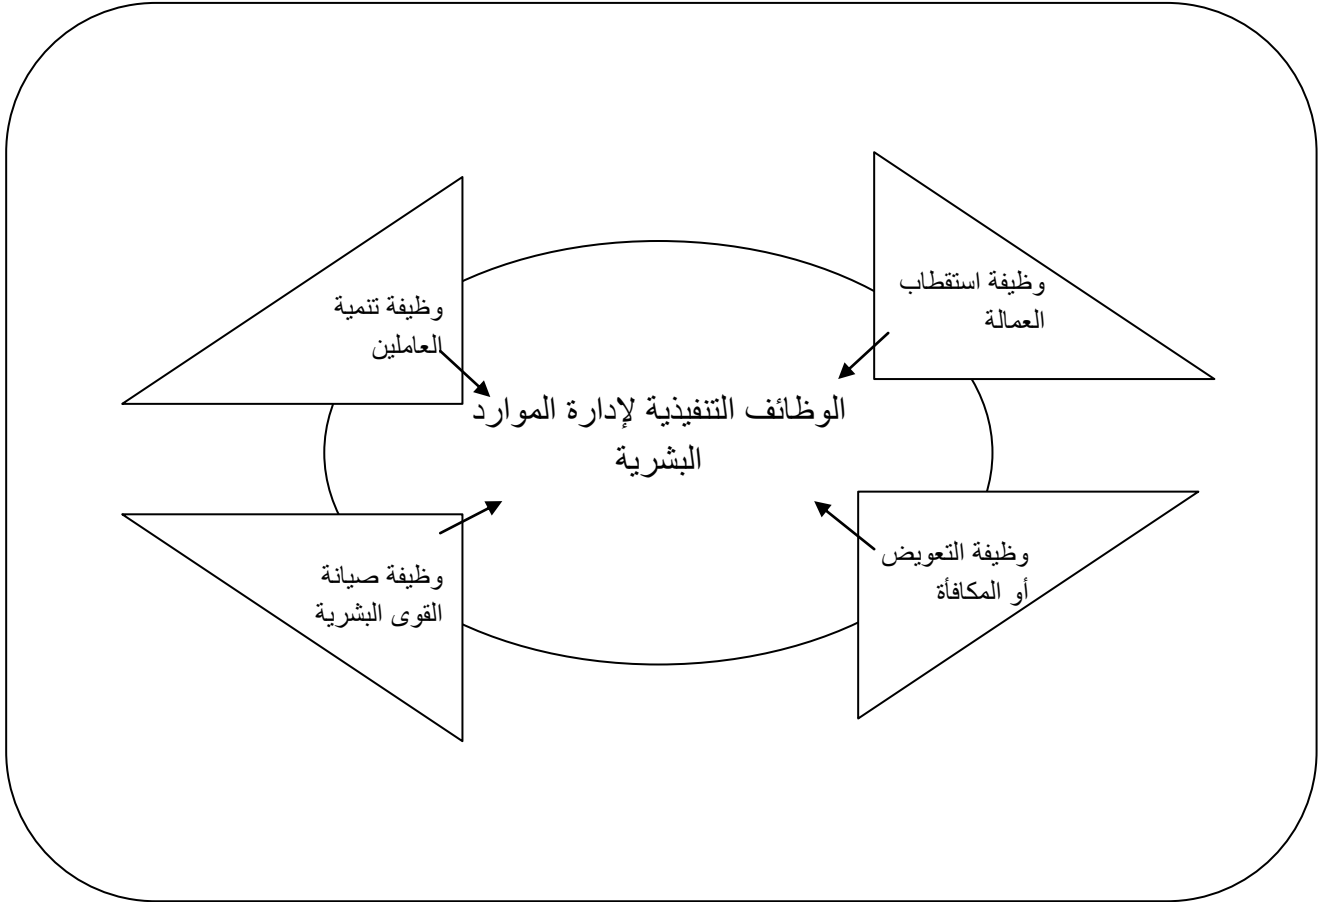 وظيفة استقطاب
العمالة
وظيفة تنمية
العاملين
الوظائف التنفيذية لإدارة الموارد
البشرية
وظيفة التعويض
أو المكافأة
وظيفة صيانة
القوى البشرية